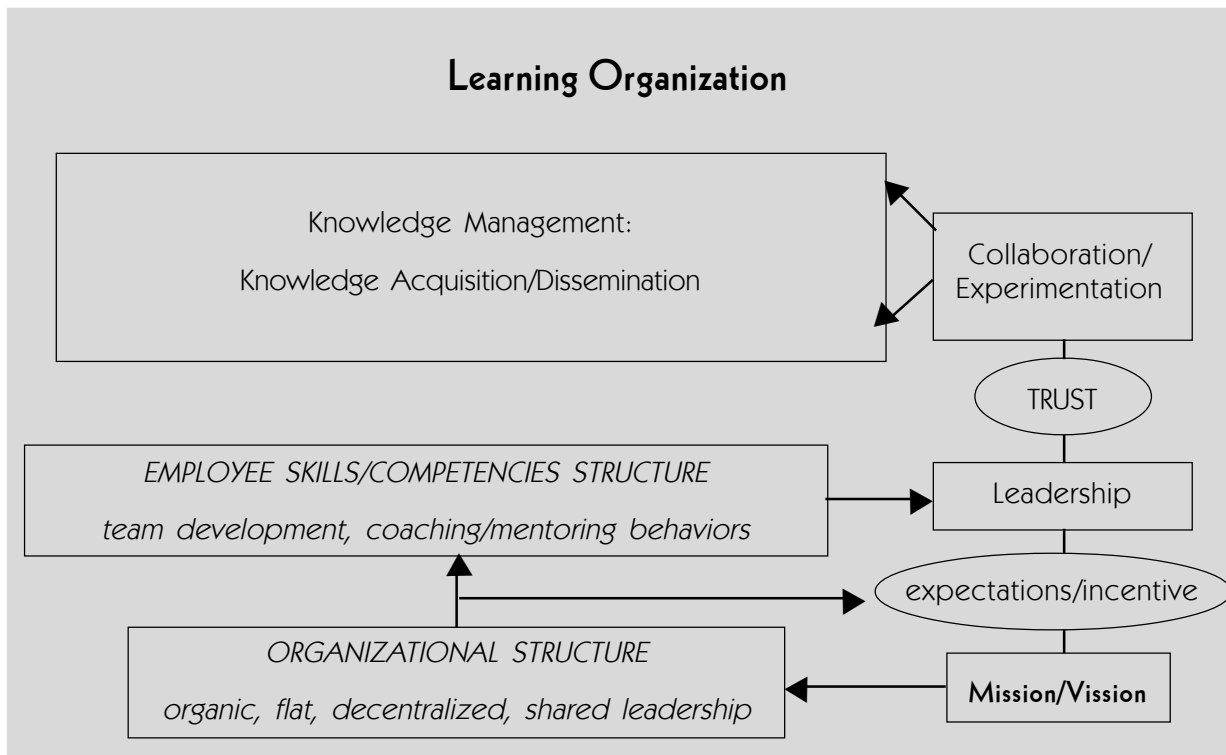 Learning Organization
Knowledge Management:
Knowledge Acquisition/Dissemination
Collaboration/
Experimentation
TRUST
EMPLOYEE SKILLS/COMPETENCIES STRUCTURE
team development, coaching/mentoring behaviors
Leadership
expectations/incentive
ORGANIZATIONAL STRUCTURE
organic, flat, decentralized, shared leadership
Mission/Vission